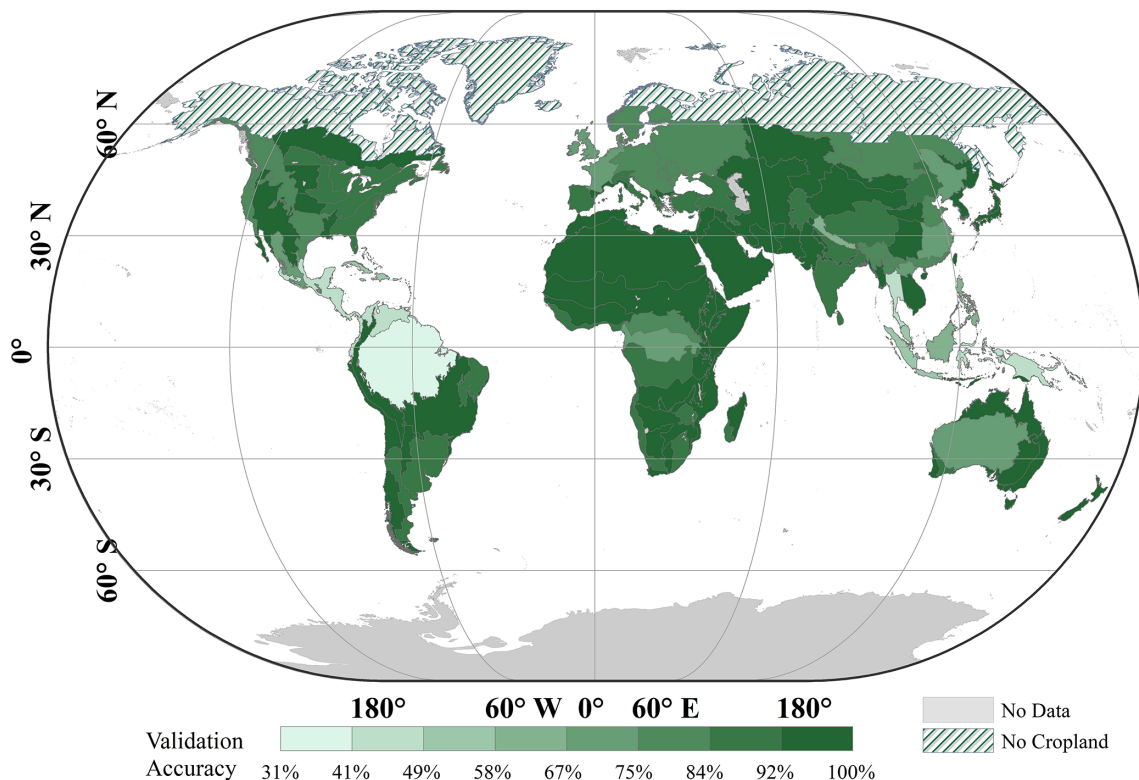 60° N
30° N
0°
30° S
60° S
180° 60° W 0° 60° E 180°
No Data
No Cropland
Validation
Accuracy
31% 41% 49% 58% 67% 75% 84% 92% 100%